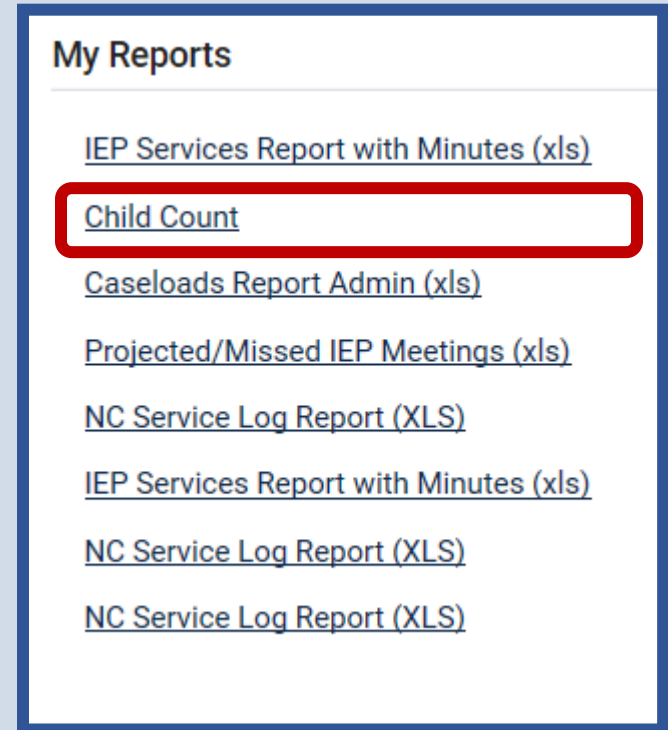 My Reports
IEP Services Report with Minutes (xls)
Child Count
Caseloads Report Admin (xls)
Projected/Missed IEP Meetings (xls)
NC Service Log Report (XLS)
IEP Services Report with Minutes (xls)
NC Service Log Report (XLS)
NC Service Log Report (XLS)